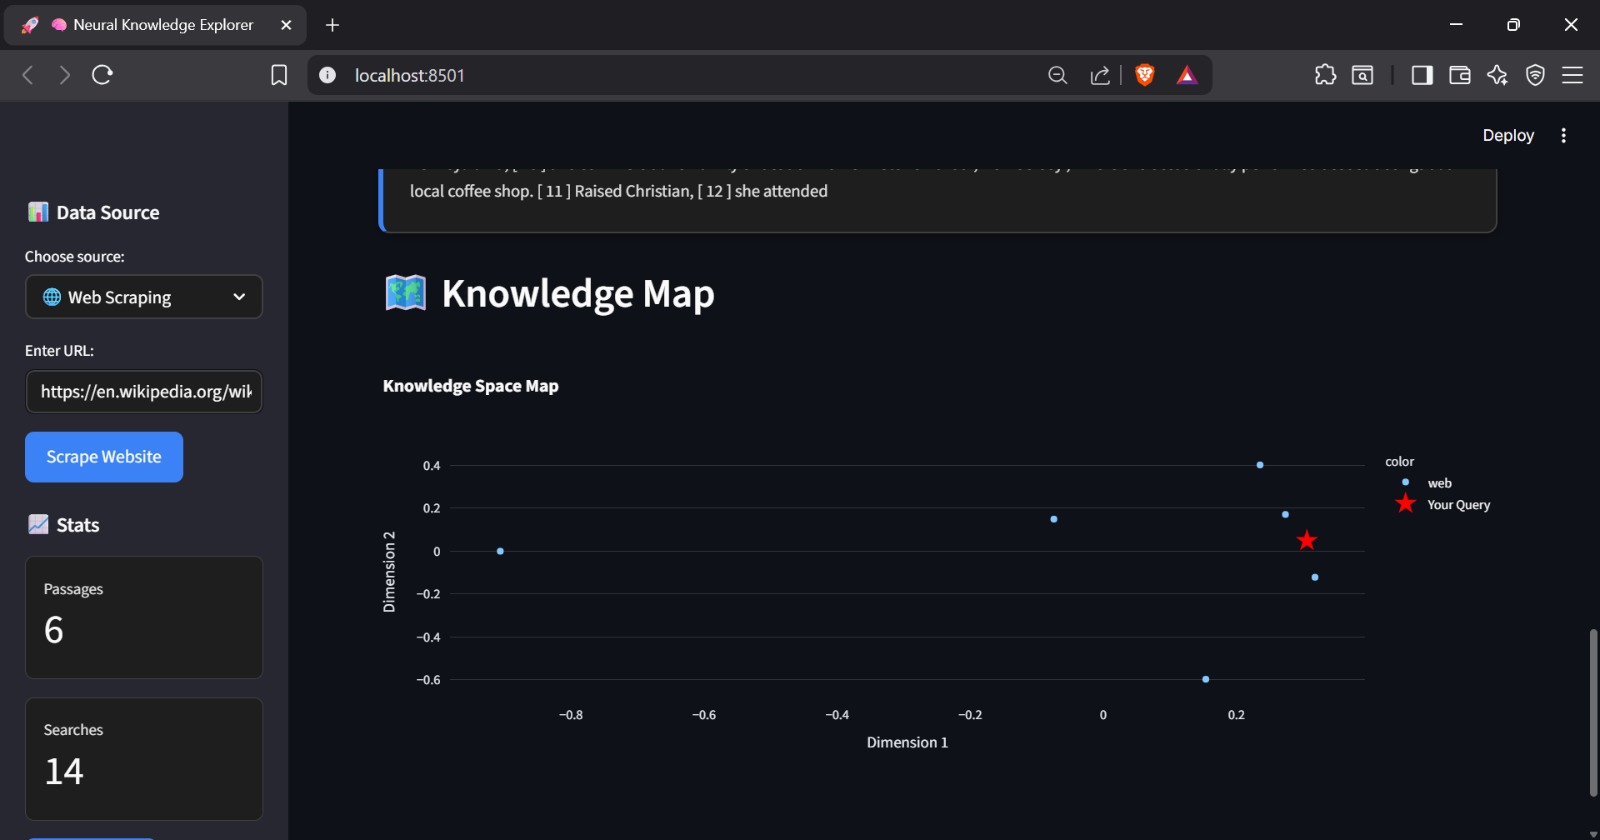 Neural Knowledge Explorer
localhost:8501
Deploy
Data Source
Choose source:
Web Scraping
Enter URL:
https://en.wikipedia.org/wik
Scrape Website
Stats
Passages
6
Searches
14
local coffee shop. [ 11 ] Raised Christian, [ 12 ] she attended
Knowledge Map
Knowledge Space Map
0.4
0.2
0
−0.2
−0.4
−0.6
Dimension 2
−0.8
−0.6
−0.4
−0.2
0
0.2
Dimension 1
color
web
Your Query